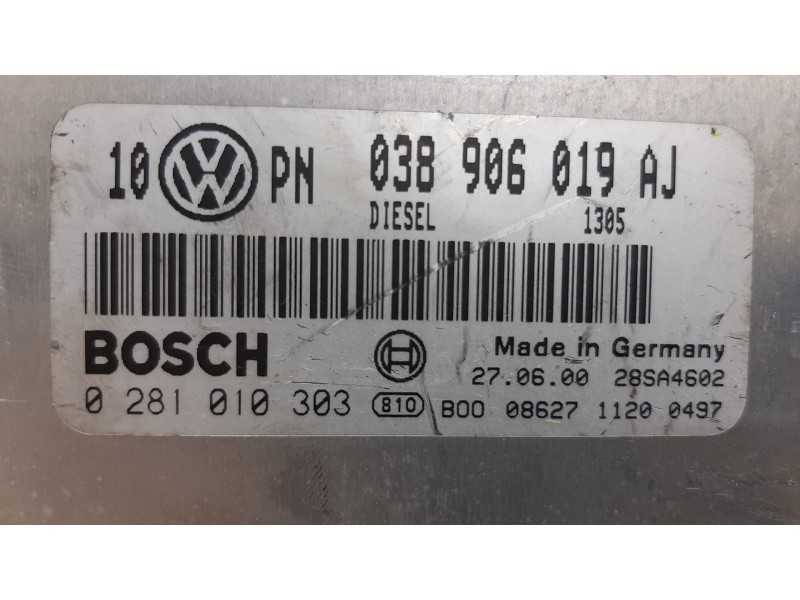 10 VW PN 038 906 019 AJ
DIESEL 1305
BOSCH
Made in Germany
27.06.00 28SA4602
0 281 010 303 810 B00 08627 1120 0497